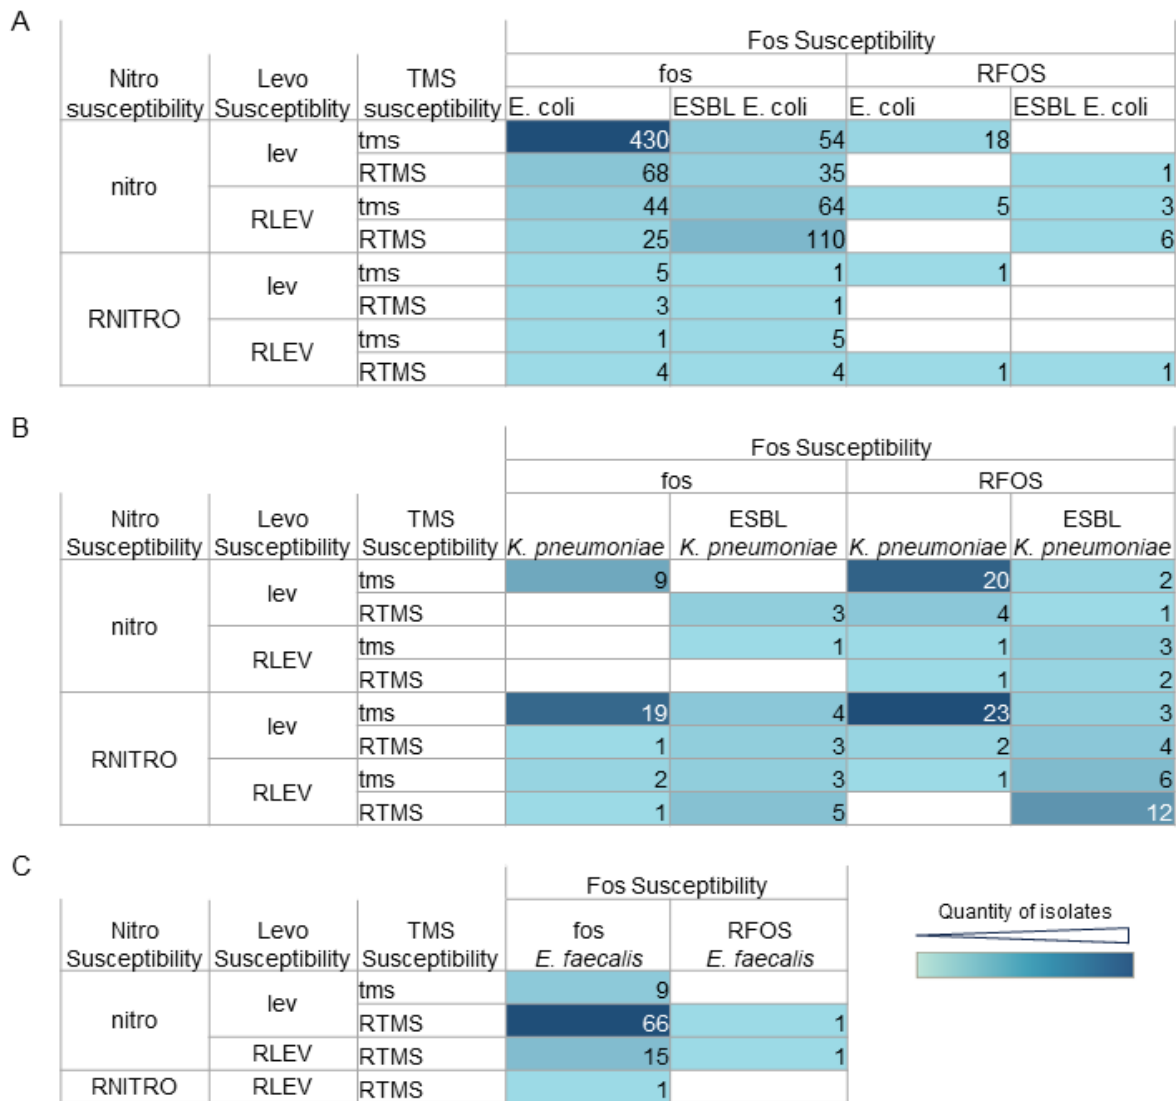 A
Fos Susceptibility
Nitro susceptibility Levo Susceptiblity TMS susceptibility fos RFOS
E. coli ESBL E. coli E. coli ESBL E. coli
nitro lev tms 430 54 18
RTMS 68 35 1
RLEV tms 44 64 5 3
RTMS 25 110 6
RNITRO lev tms 5 1 1
RTMS 3 1
RLEV tms 1 5
RTMS 4 4 1 1
B
Fos Susceptibility
fos RFOS
Nitro Susceptibility Levo Susceptibility TMS Susceptibility K. pneumoniae ESBL K. pneumoniae K. pneumoniae ESBL K. pneumoniae
nitro lev tms 9 20 2
RTMS 3 4 1
RLEV tms 1 1 3
RTMS 1 2
RNITRO lev tms 19 4 23 3
RTMS 1 3 2 4
RLEV tms 2 3 1 6
RTMS 1 5 12
C
Fos Susceptibility
Nitro Susceptibility Levo Susceptibility TMS Susceptibility fos E. faecalis RFOS E. faecalis
nitro lev tms 9
RTMS 66 1
RLEV RTMS 15 1
RNITRO RLEV RTMS 1
Quantity of isolates